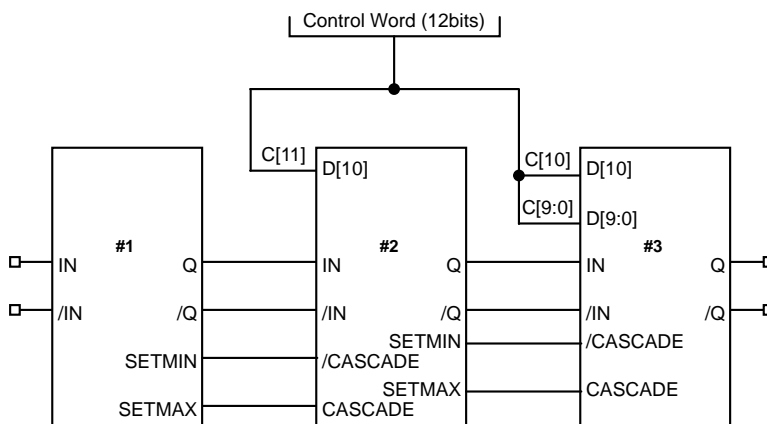 Control Word (12bits)
C[11]
D[10]
C[10]
D[10]
C[9:0]
D[9:0]
#1
#2
#3
IN
Q
IN
Q
IN
Q
/IN
/Q
/IN
/Q
/IN
/Q
SETMIN
/CASCADE
SETMIN
/CASCADE
SETMAX
CASCADE
SETMAX
CASCADE